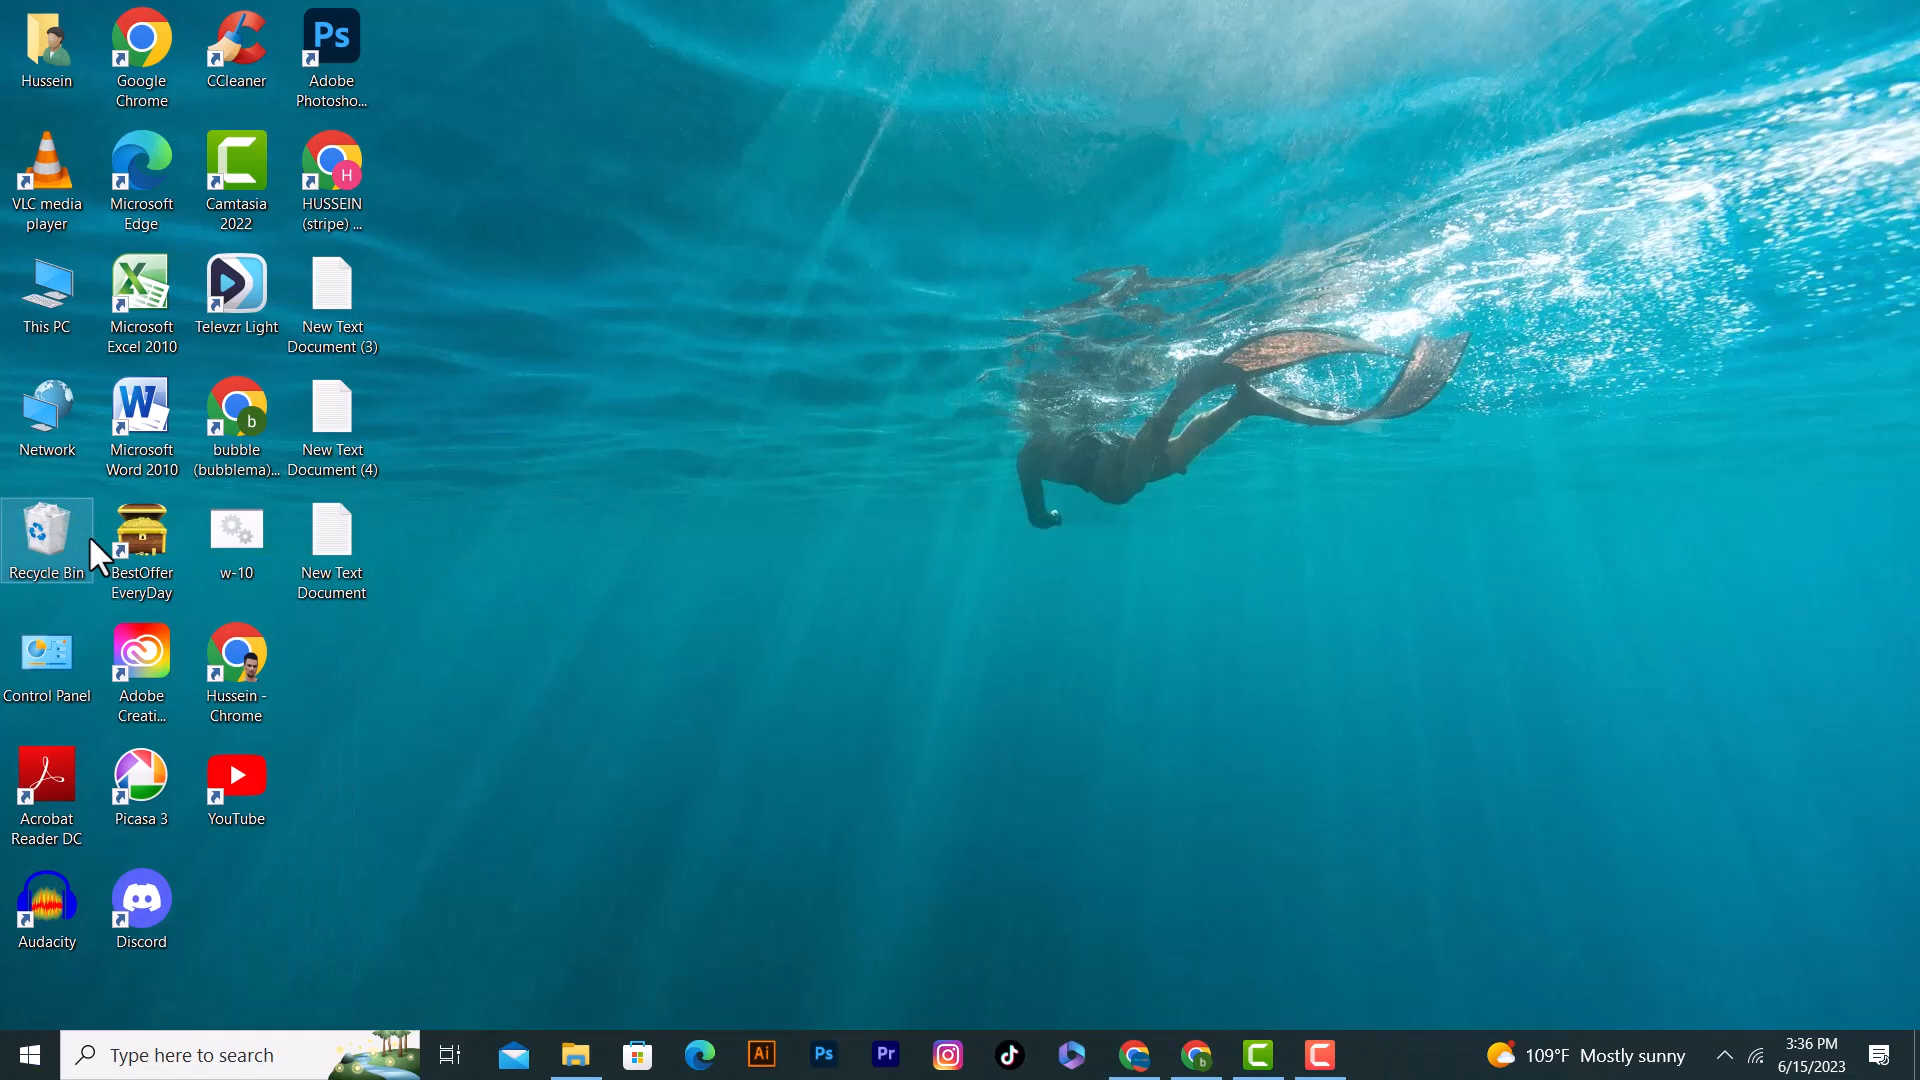 Hussein
Google
Chrome
CCleaner
Ps
Adobe
Photosho...
VLC media
player
Microsoft
Edge
Camtasia
2022
H
HUSSEIN
(stripe) ...
This PC
Microsoft
Excel 2010
Televzr Light
New Text
Document (3)
Network
W
Microsoft
Word 2010
b
bubble
(bubblema)...
New Text
Document (4)
Recycle Bin
BestOffer
EveryDay
w-10
New Text
Document
Control Panel
Adobe
Creati...
Hussein -
Chrome
Acrobat
Reader DC
Picasa 3
YouTube
Audacity
Discord
Type here to search
Ai
Ps
Pr
b
109°F Mostly sunny
3:36 PM
6/15/2023